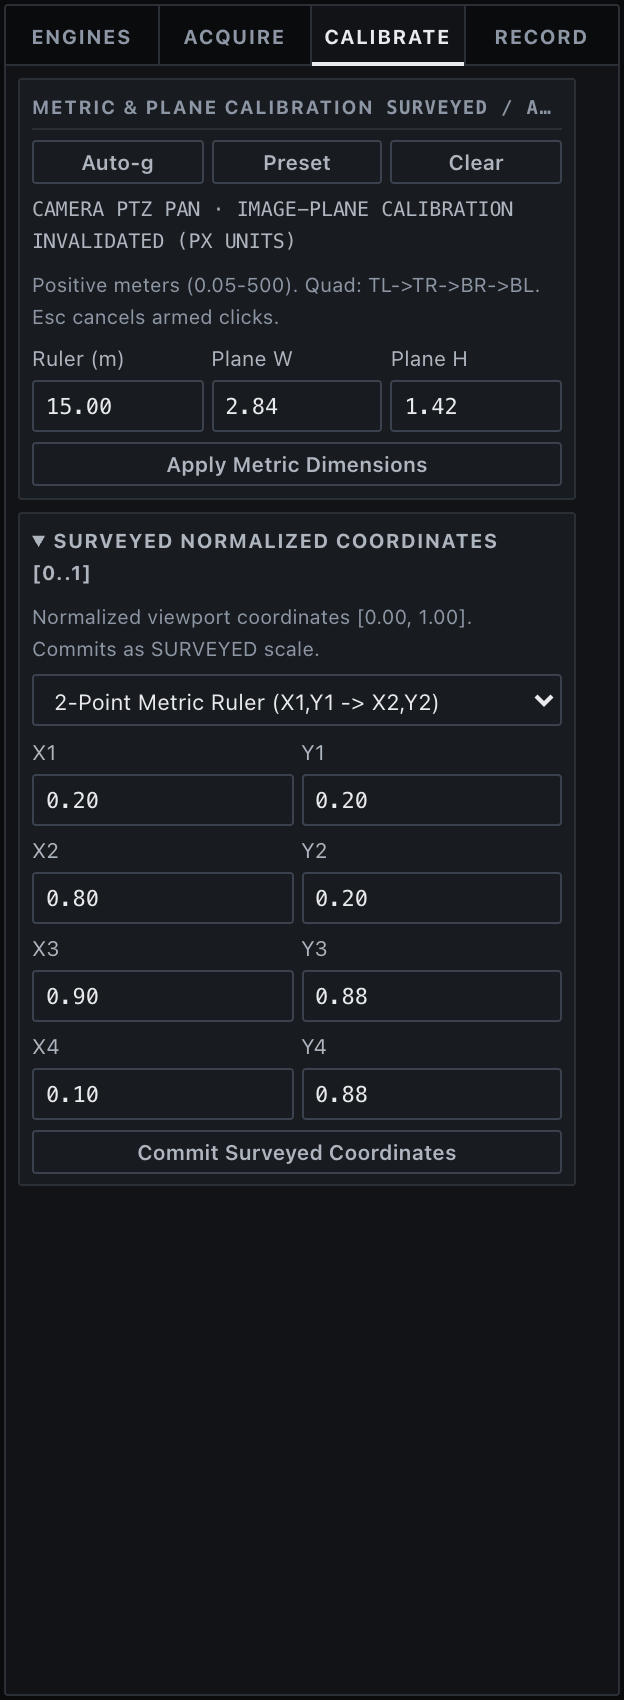 ENGINES ACQUIRE CALIBRATE RECORD
METRIC & PLANE CALIBRATION SURVEYED / A…
Auto-g Preset Clear
CAMERA PTZ PAN · IMAGE–PLANE CALIBRATION
INVALIDATED (PX UNITS)
Positive meters (0.05-500). Quad: TL->TR->BR->BL.
Esc cancels armed clicks.
Ruler (m) Plane W Plane H
15.00 2.84 1.42
Apply Metric Dimensions
▼ SURVEYED NORMALIZED COORDINATES
[0..1]
Normalized viewport coordinates [0.00, 1.00].
Commits as SURVEYED scale.
2-Point Metric Ruler (X1,Y1 -> X2,Y2)
X1 Y1
0.20 0.20
X2 Y2
0.80 0.20
X3 Y3
0.90 0.88
X4 Y4
0.10 0.88
Commit Surveyed Coordinates